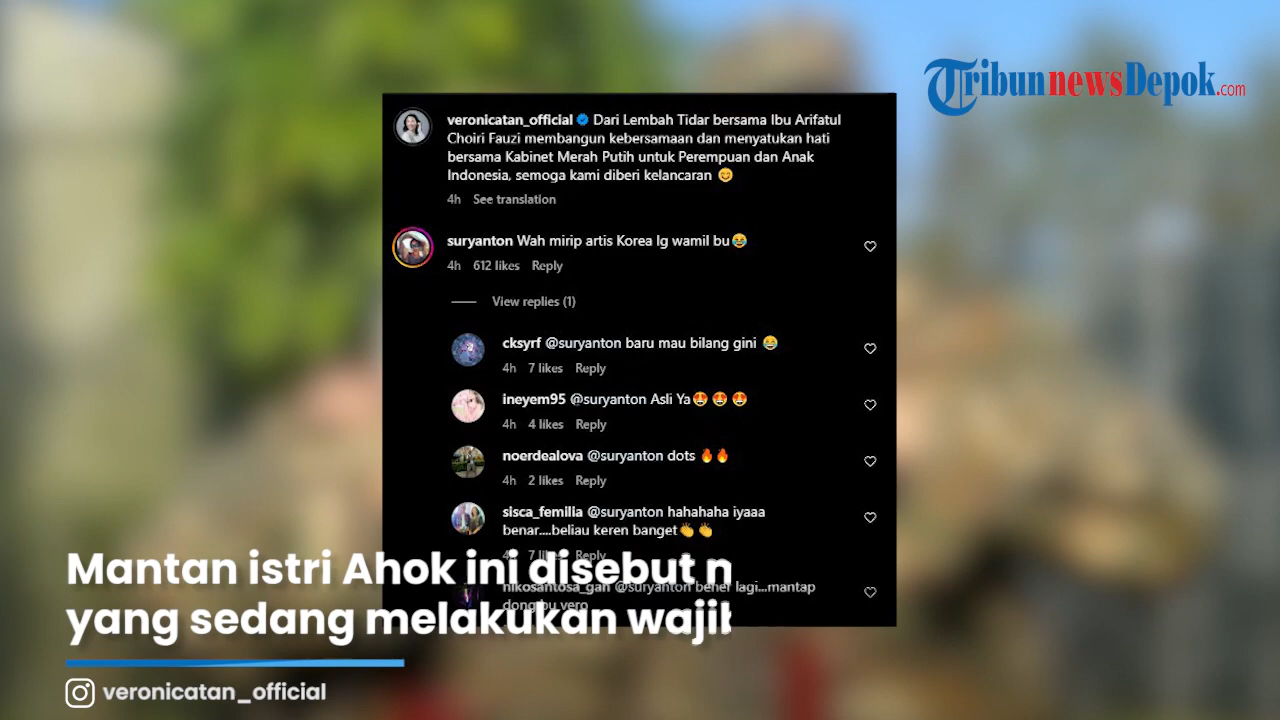 TribunnewsDepok.com
veronicatan_official Dari Lembah Tidar bersama Ibu Arifatul
Choiri Fauzi membangun kebersamaan dan menyatukan hati
bersama Kabinet Merah Putih untuk Perempuan dan Anak
Indonesia, semoga kami diberi kelancaran 😊
4h See translation
suryanton Wah mirip artis Korea lg wamil bu😂
4h 612 likes Reply
View replies (1)
cksyrf @suryanton baru mau bilang gini 😂
4h 7 likes Reply
ineyem95 @suryanton Asli Ya😍😍😍
4h 4 likes Reply
noerdealova @suryanton dots 🔥🔥
4h 2 likes Reply
sisca_femilia @suryanton hahahaha iyaaa
benar....beliau keren banget👏👏
7 Reply
@suryanton bener lagi...mantap
dong bu vero
Mantan istri Ahok ini disebut
yang sedang melakukan
veronicatan_official